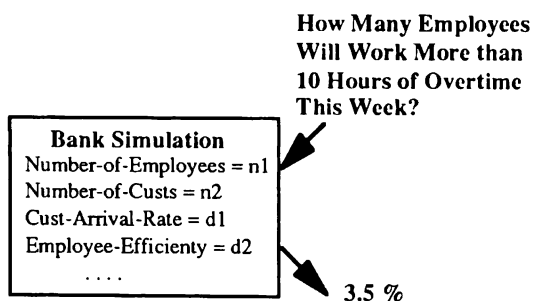 How Many Employees
Will Work More than
10 Hours of Overtime
This Week?
Bank Simulation
Number-of-Employees = n1
Number-of-Custs = n2
Cust-Arrival-Rate = d1
Employee-Efficienty = d2
. . . .
3.5 %